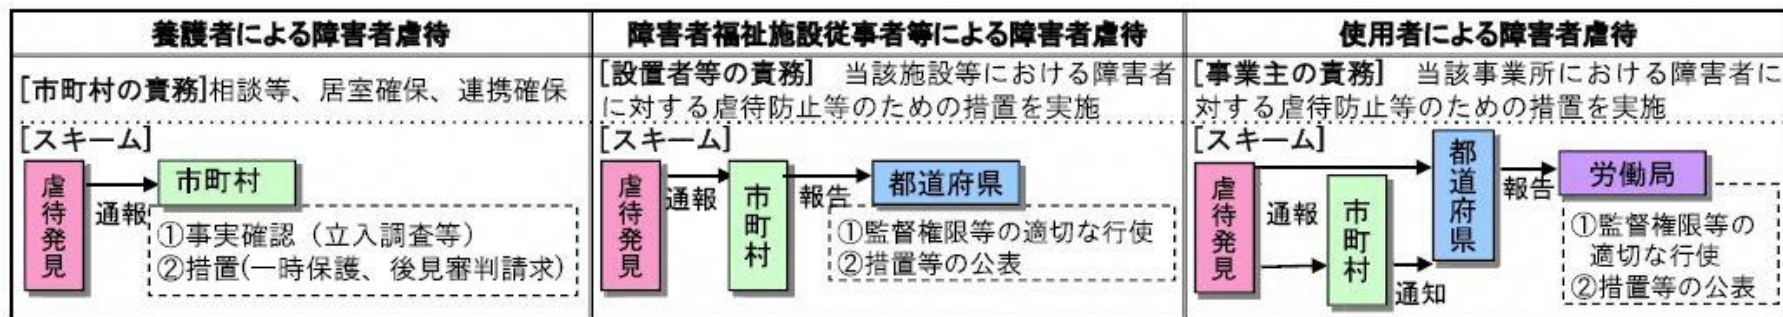 養護者による障害者虐待
[市町村の責務]相談等、居室確保、連携確保
[スキーム]
虐待発見
通報
市町村
①事実確認（立入調査等）
②措置(一時保護、後見審判請求)
障害者福祉施設従事者等による障害者虐待
[設置者等の責務]　当該施設等における障害者
に対する虐待防止等のための措置を実施
[スキーム]
虐待発見
通報
市町村
報告
都道府県
①監督権限等の適切な行使
②措置等の公表
使用者による障害者虐待
[事業主の責務]　当該事業所における障害者に
対する虐待防止等のための措置を実施
[スキーム]
虐待発見
通報
市町村
通知
都道府県
報告
労働局
①監督権限等の
適切な行使
②措置等の公表